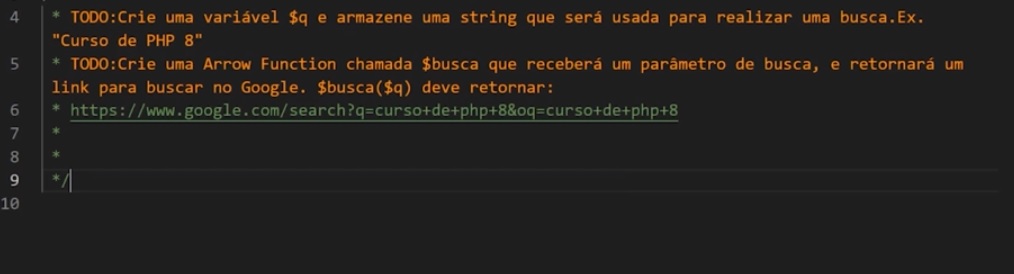 4 * TODO:Crie uma variável $q e armazene uma string que será usada para realizar uma busca.Ex.
"Curso de PHP 8"
5 * TODO:Crie uma Arrow Function chamada $busca que receberá um parâmetro de busca, e retornará um
link para buscar no Google. $busca($q) deve retornar:
6 * https://www.google.com/search?q=curso+de+php+8&oq=curso+de+php+8
7 *
8 *
9 */
10